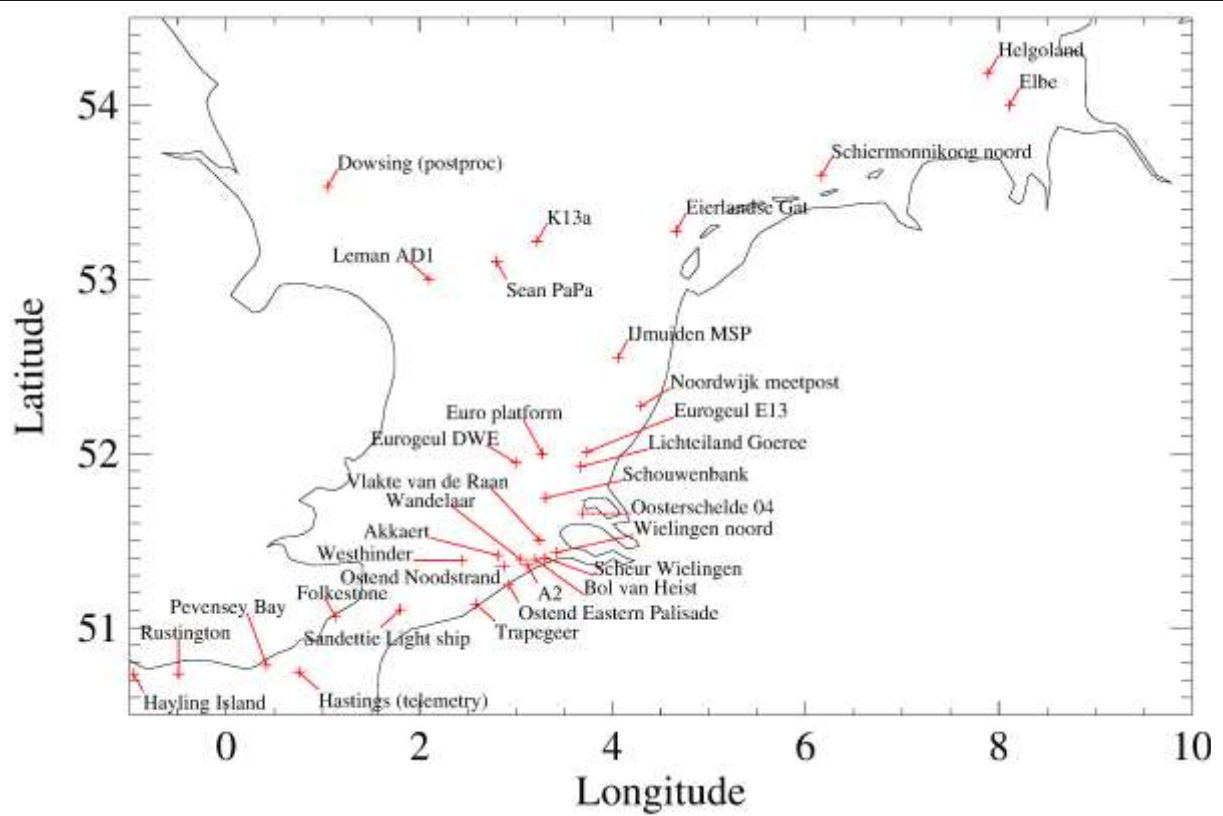 Helgoland
Elbe
54
Dowsing (postproc)
Schiermonnikoog noord
K13a
Eierlandse Gat
Leman AD1
53
Sean PaPa
IJmuiden MSP
Latitude
Noordwijk meetpost
Euro platform
Eurogeul E13
Eurogeul DWE
Lichteiland Goeree
52
Vlakte van de Raan
Schouwenbank
Wandelaar
Oosterschelde 04
Akkaert
Wielingen noord
Westhinder
Scheur Wielingen
Ostend Noodstrand
Bol van Heist
Folkestone
A2
Pevensey Bay
Ostend Eastern Palisade
51
Rustington
Sandettie Light ship
Trapegeer
Hayling Island
Hastings (telemetry)
0 2 4 6 8 10
Longitude